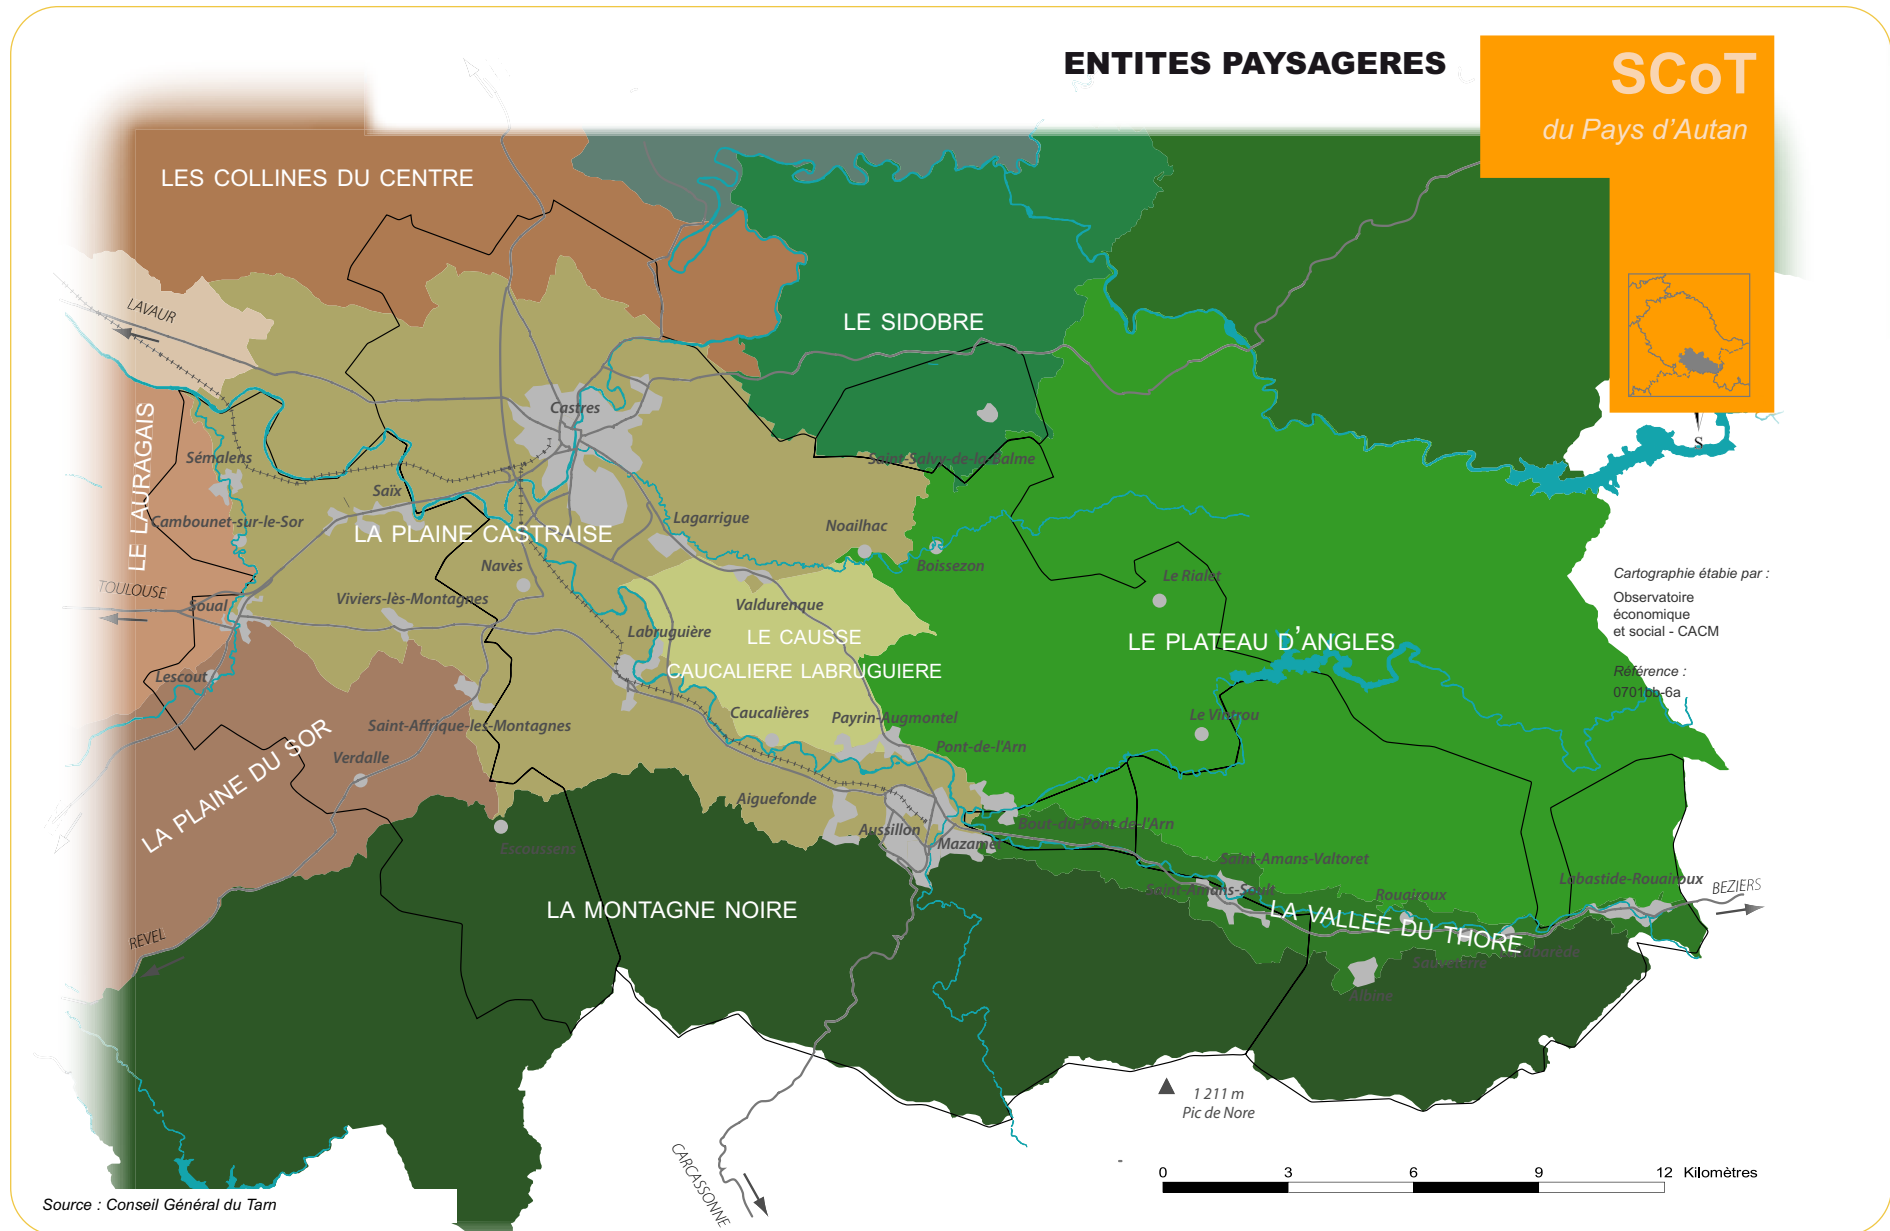 ENTITES PAYSAGERES
SCoT
du Pays d'Autan
LES COLLINES DU CENTRE
LAVAUR
LE SIDOBRE
Castres
LE LAURAGAIS
Sémalens
Saint-Salvy-de-la-Balme
S
Saïx
Cambounet-sur-le-Sor
LA PLAINE CASTRAISE
Lagarrigue
Noailhac
Navès
Boissezon
Le Rialet
Cartographie étabie par :
Observatoire
économique
et social - CACM
TOULOUSE
Soual
Viviers-lès-Montagnes
Valdurenque
Labruguière
LE CAUSSE
CAUCALIERE LABRUGUIERE
LE PLATEAU D'ANGLES
Référence :
0701bb-6a
Lescout
Saint-Affrique-les-Montagnes
Caucalières
Payrin-Augmontel
Le Vintrou
Pont-de-l'Arn
Verdalle
LA PLAINE DU SOR
Aiguefonde
Aussillon
Mazamet
Bout-du-Pont de-l'Arn
Escoussens
Saint-Amans-Valtoret
Saint-Amans-Soult
Rouairoux
Labastide-Rouairoux
BEZIERS
LA MONTAGNE NOIRE
LA VALLEE DU THORE
REVEL
Sauveterre
Albine
1 211 m
Pic de Nore
CARCASSONNE
0 3 6 9 12 Kilomètres
Source : Conseil Général du Tarn